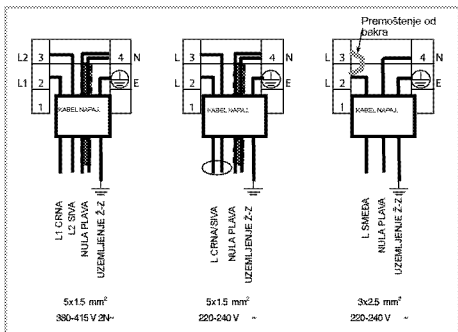 Premoštenje od
bakra
L2 3 4 N
L1 2 E
1
KABEL NAPAJ.
L1 CRNA
L2 SIVA
NULA PLAVA
UZEMLJENJE Ž-Z
5x1.5 mm²
380-415 V 2N~
L 3 4 N
L 2 E
1
KABEL NAPAJ.
L CRNA/SIVA
NULA PLAVA
UZEMLJENJE Ž-Z
5x1.5 mm²
220-240 V ~
L 3 4 N
L 2 E
1
KABEL NAPAJ.
L SMEĐA
NULA PLAVA
UZEMLJENJE Ž-Z
3x2.5 mm²
220-240 V ~